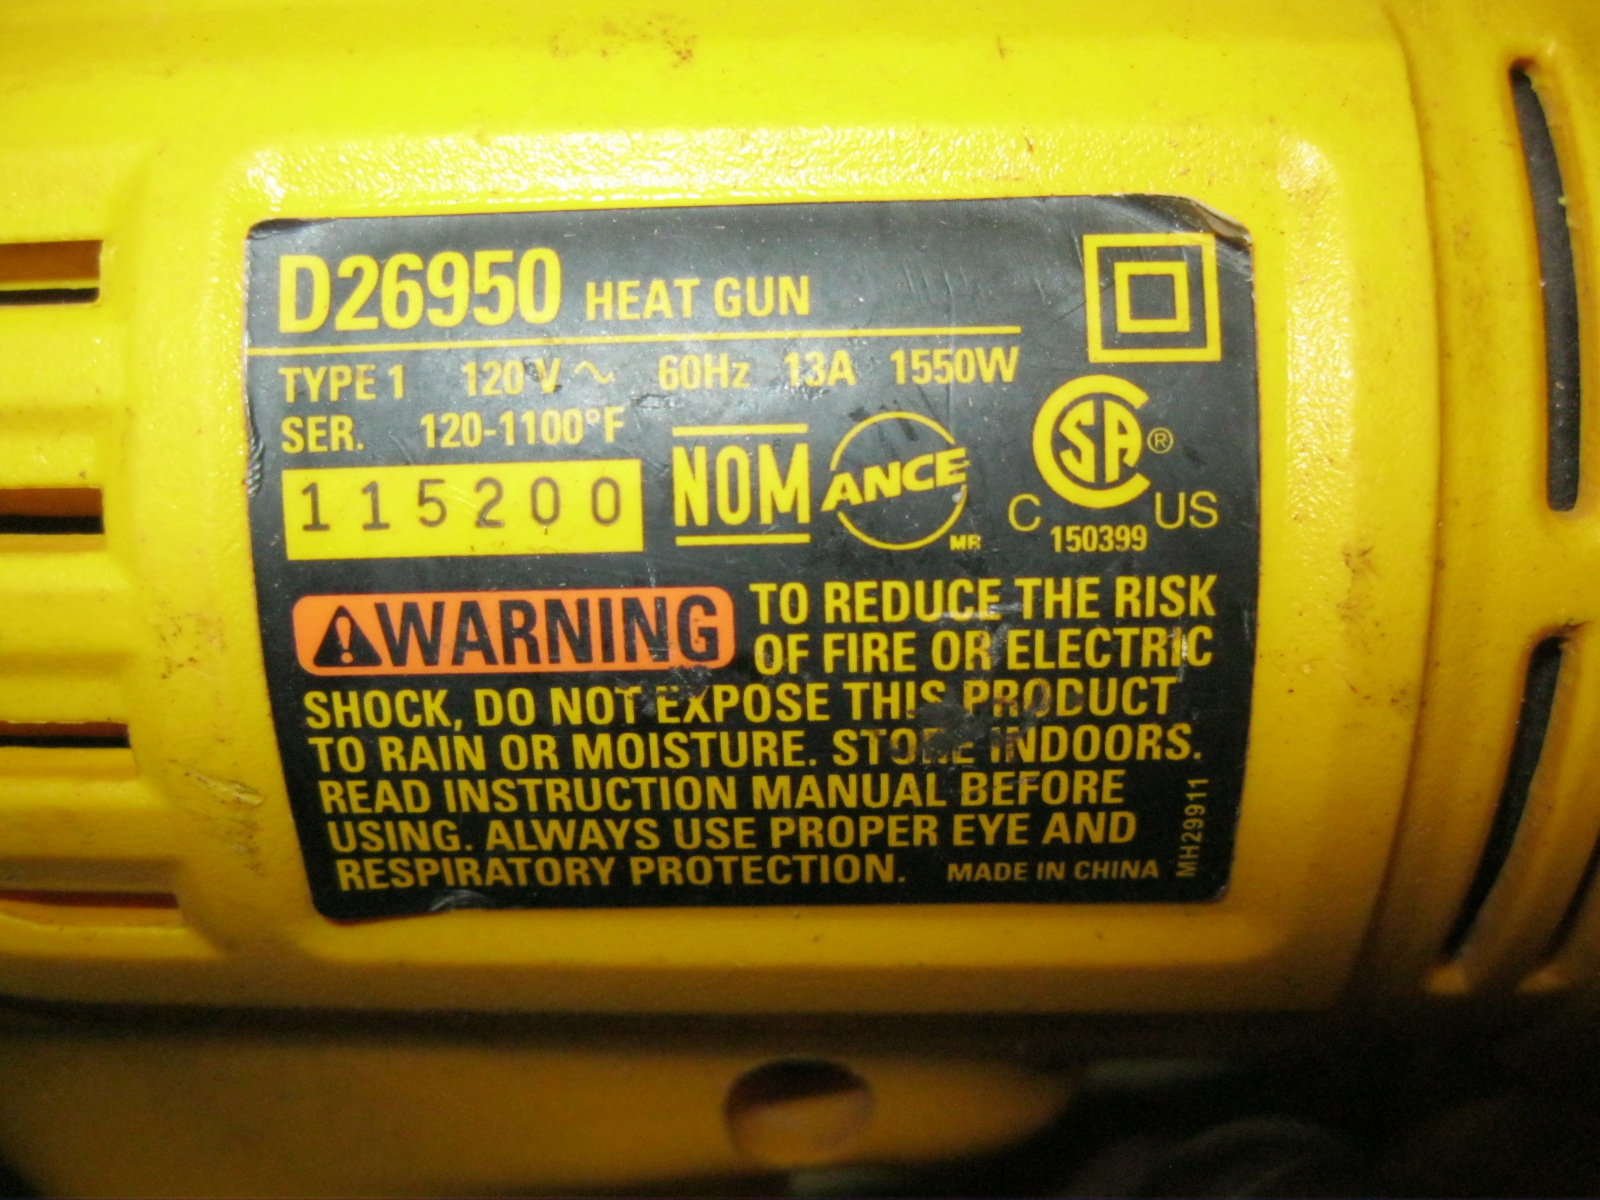 D26950 HEAT GUN
TYPE 1 120 V ~ 60Hz 13A 1550W
SER. 120-1100°F
115200
NOM
ANCE
MR
CSA®
C US
150399
WARNING TO REDUCE THE RISK
OF FIRE OR ELECTRIC
SHOCK, DO NOT EXPOSE THIS PRODUCT
TO RAIN OR MOISTURE. STORE INDOORS.
READ INSTRUCTION MANUAL BEFORE
USING. ALWAYS USE PROPER EYE AND
RESPIRATORY PROTECTION. MADE IN CHINA
MH29911